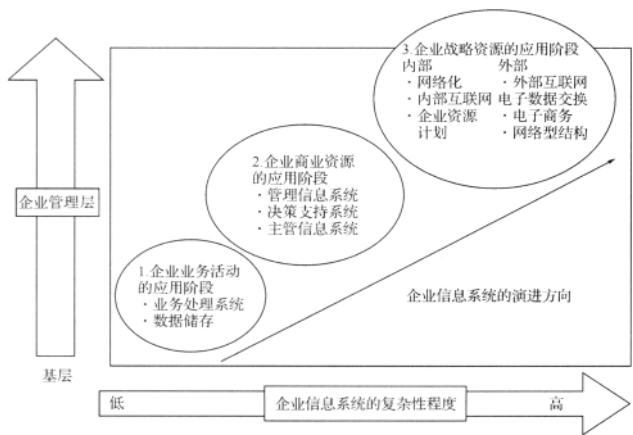 3.企业战略资源的应用阶段
内部 外部
·网络化 ·外部互联网
·内部互联网 电子数据交换
·企业资源 ·电子商务
计划 ·网络型结构
2.企业商业资源
的应用阶段
·管理信息系统
·决策支持系统
·主管信息系统
企业管理层
1.企业业务活动
的应用阶段
·业务处理系统
·数据储存
企业信息系统的演进方向
基层
低 企业信息系统的复杂性程度 高